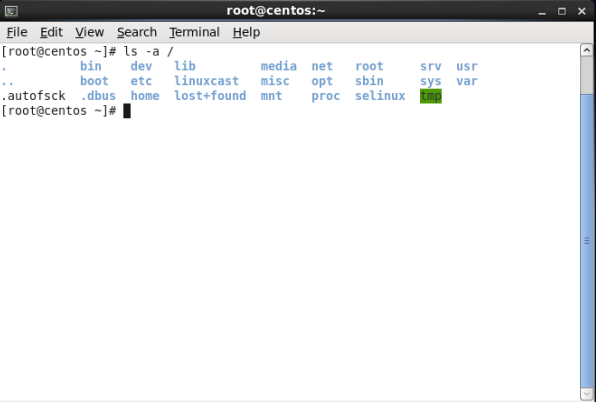 root@centos:~
File Edit View Search Terminal Help
[root@centos ~]# ls -a /
. bin dev lib media net root srv usr
.. boot etc linuxcast misc opt sbin sys var
.autofsck .dbus home lost+found mnt proc selinux tmp
[root@centos ~]#